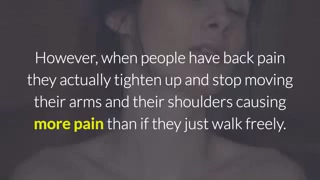 However, when people have back pain
they actually tighten up and stop moving
their arms and their shoulders causing
more pain than if they just walk freely.